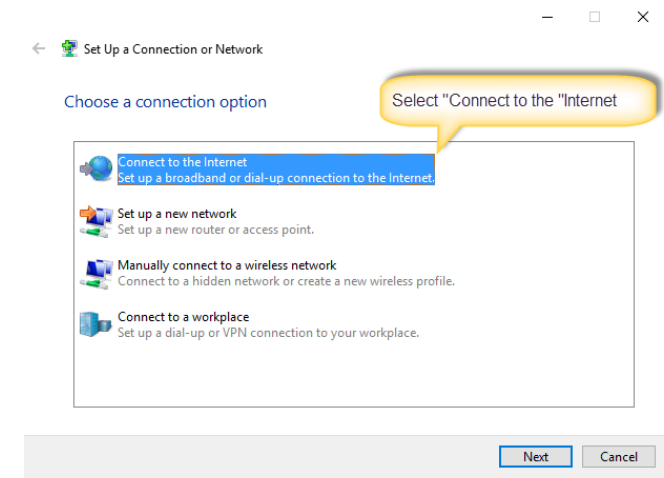 Set Up a Connection or Network
Choose a connection option
Select "Connect to the "Internet
Connect to the Internet
Set up a broadband or dial-up connection to the Internet.
Set up a new network
Set up a new router or access point.
Manually connect to a wireless network
Connect to a hidden network or create a new wireless profile.
Connect to a workplace
Set up a dial-up or VPN connection to your workplace.
Next
Cancel